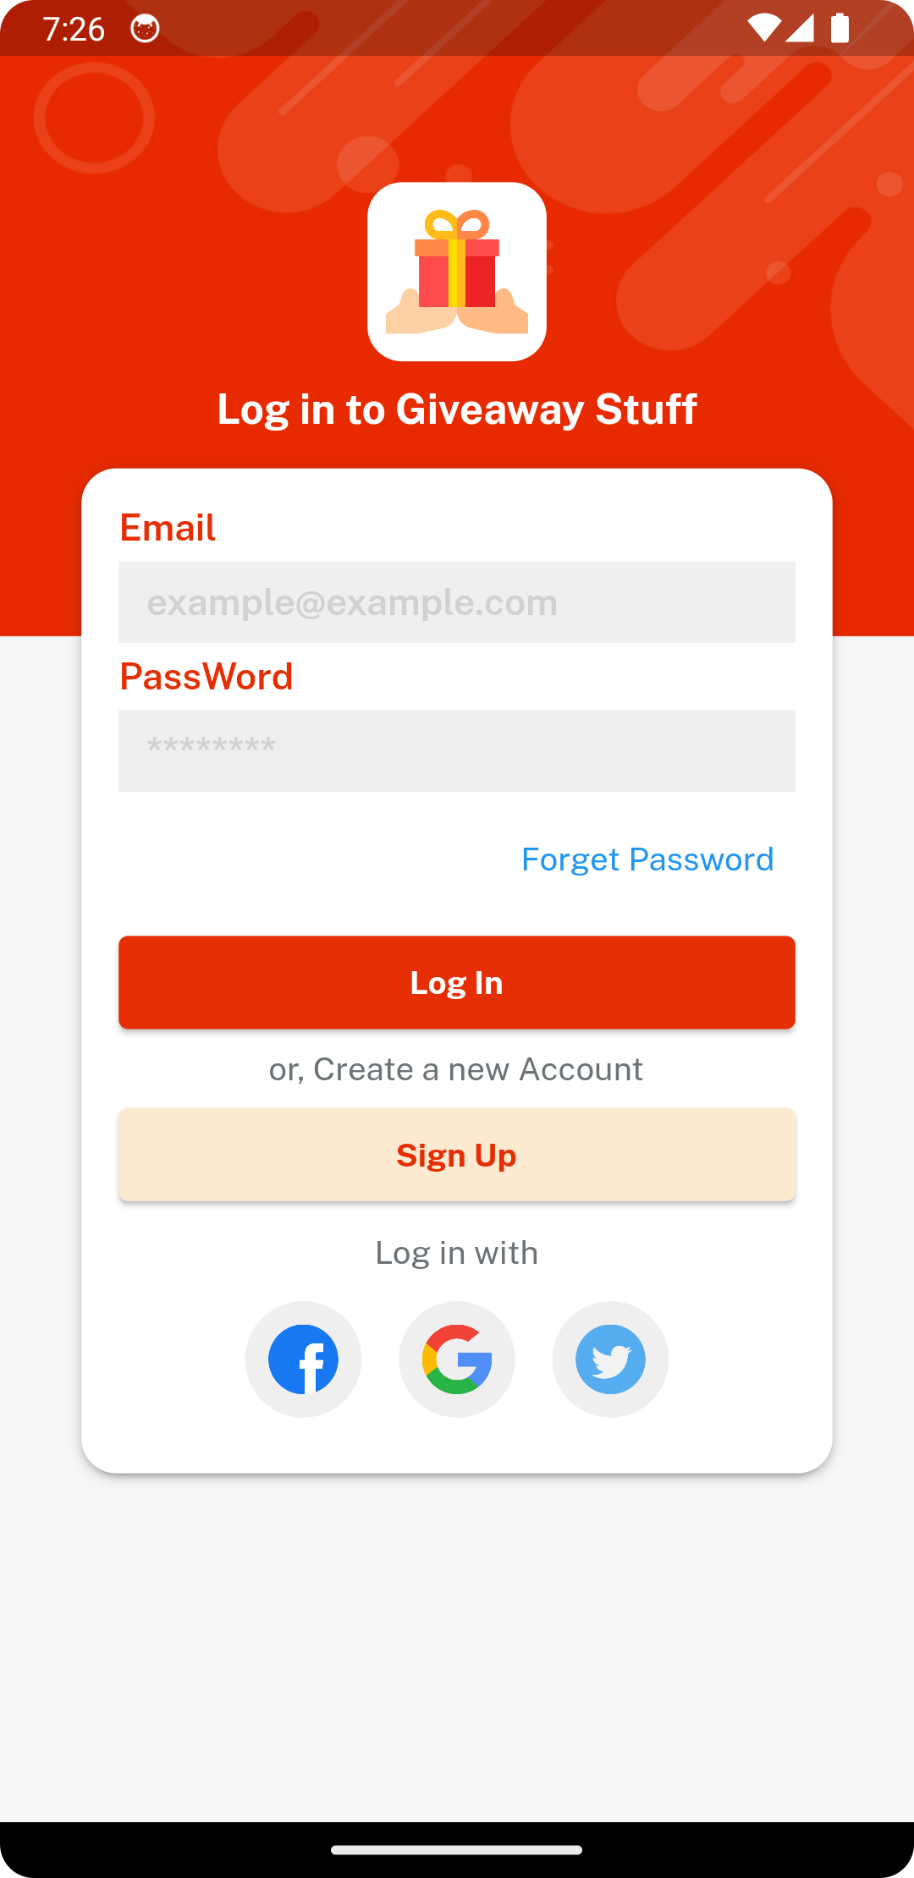 7:26
Log in to Giveaway Stuff
Email
example@example.com
PassWord
********
Forget Password
Log In
or, Create a new Account
Sign Up
Log in with